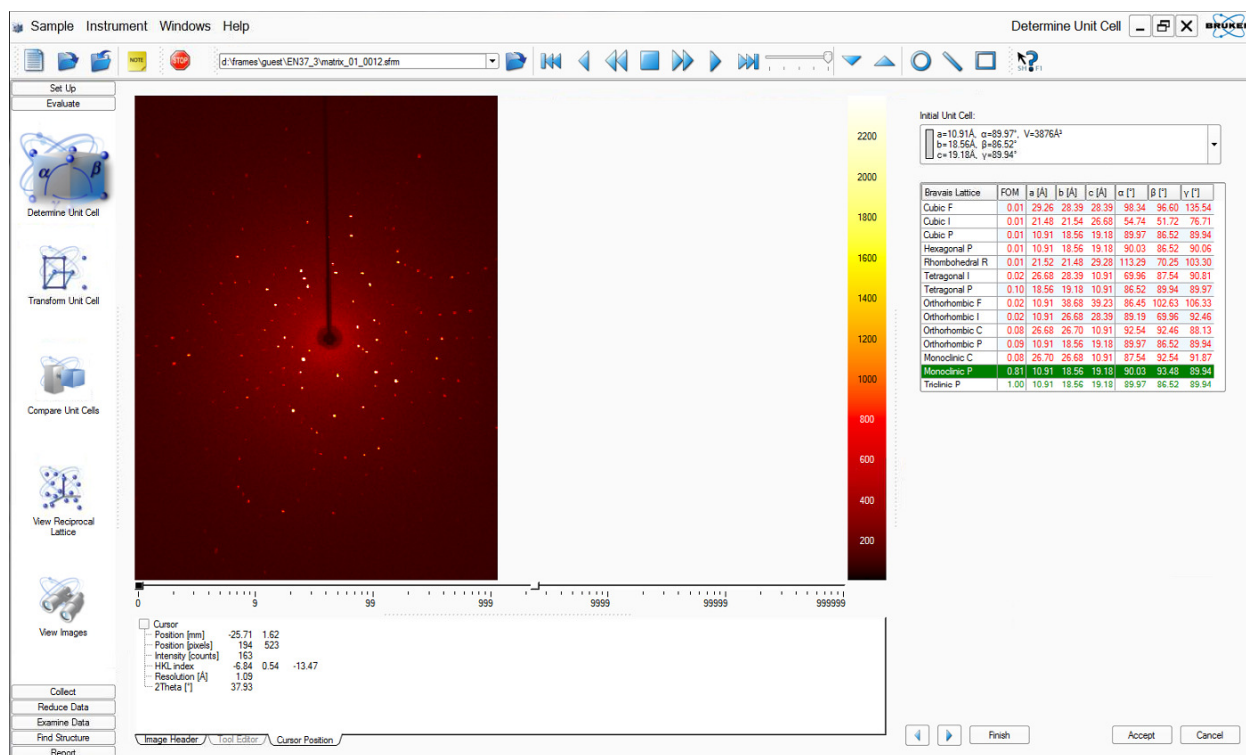 Sample Instrument Windows Help
Determine Unit Cell
BRUKER
NOTE
STOP
d:\frames\guest\EN37_3\matrix_01_0012.sfrm
Set Up
Evaluate
α β
Determine Unit Cell
Transform Unit Cell
Compare Unit Cells
View Reciprocal
Lattice
View Images
Collect
Reduce Data
Examine Data
Find Structure
Report
2200
2000
1800
1600
1400
1200
1000
800
600
400
200
0 9 99 999 9999 99999 999999
Cursor
Position [mm] -25.71 1.62
Position [pixels] 194 523
Intensity [counts] 163
HKL index -6.84 0.54 -13.47
Resolution [Å] 1.09
2Theta [°] 37.93
Image Header Tool Editor Cursor Position
Initial Unit Cell:
a=10.91Å, α=89.97°, V=3876Å³
b=18.56Å, β=86.52°
c=19.18Å, γ=89.94°
Bravais Lattice FOM a [Å] b [Å] c [Å] α [°] β [°] γ [°]
Cubic F 0.01 29.26 28.39 28.39 98.34 96.60 135.54
Cubic I 0.01 21.48 21.54 26.68 54.74 51.72 76.71
Cubic P 0.01 10.91 18.56 19.18 89.97 86.52 89.94
Hexagonal P 0.01 10.91 18.56 19.18 90.03 86.52 90.06
Rhombohedral R 0.01 21.52 21.48 29.28 113.29 70.25 103.30
Tetragonal I 0.02 26.68 28.39 10.91 69.96 87.54 90.81
Tetragonal P 0.10 18.56 19.18 10.91 86.52 89.94 89.97
Orthorhombic F 0.02 10.91 38.68 39.23 86.45 102.63 106.33
Orthorhombic I 0.02 10.91 26.68 28.39 89.19 69.96 92.46
Orthorhombic C 0.08 26.68 26.70 10.91 92.54 92.46 88.13
Orthorhombic P 0.09 10.91 18.56 19.18 89.97 86.52 89.94
Monoclinic C 0.08 26.70 26.68 10.91 87.54 92.54 91.87
Monoclinic P 0.81 10.91 18.56 19.18 90.03 93.48 89.94
Triclinic P 1.00 10.91 18.56 19.18 89.97 86.52 89.94
Finish Accept Cancel